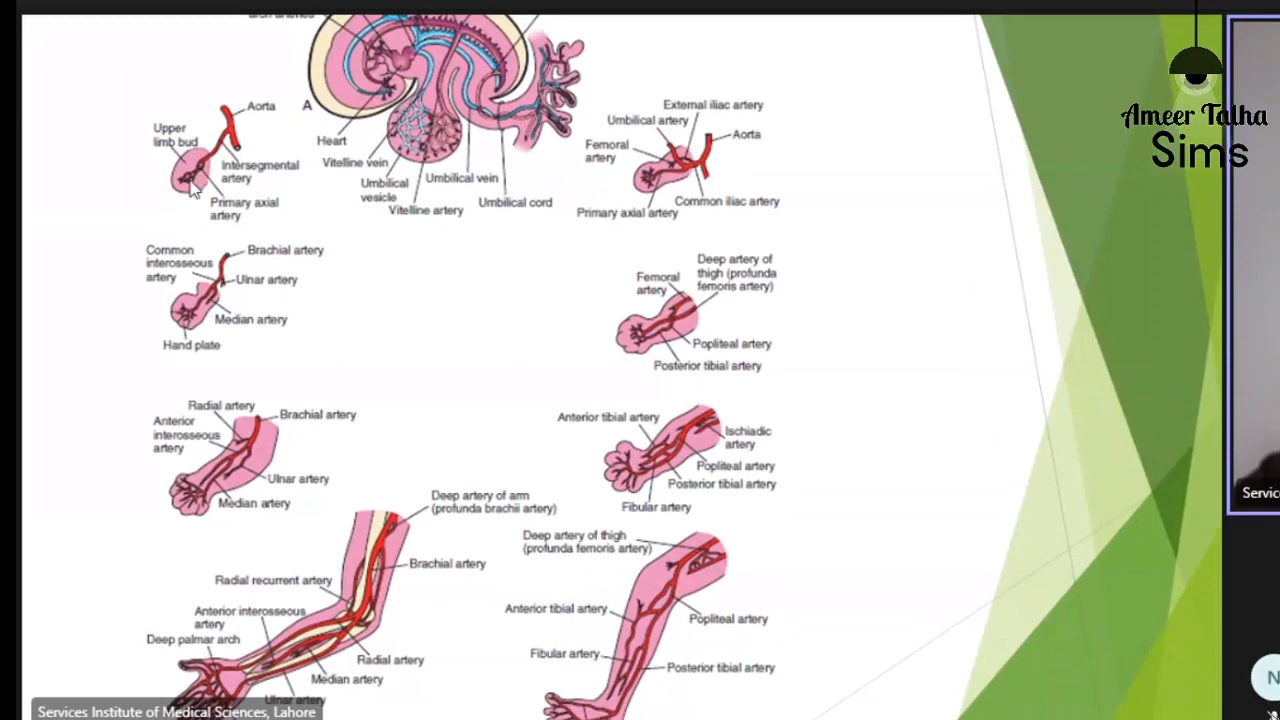 arch arteries
A
Heart
Vitelline vein
Umbilical
vesicle
Vitelline artery
Umbilical vein
Umbilical cord
Aorta
Upper
limb bud
Intersegmental
artery
Primary axial
artery
External iliac artery
Umbilical artery
Aorta
Femoral
artery
Common iliac artery
Primary axial artery
Common
interosseous
artery
Brachial artery
Ulnar artery
Median artery
Hand plate
Deep artery of
thigh (profunda
femoris artery)
Femoral
artery
Popliteal artery
Posterior tibial artery
Radial artery
Brachial artery
Anterior
interosseous
artery
Ulnar artery
Median artery
Anterior tibial artery
Ischiadic
artery
Popliteal artery
Posterior tibial artery
Fibular artery
Deep artery of arm
(profunda brachii artery)
Brachial artery
Radial recurrent artery
Anterior interosseous
artery
Deep palmar arch
Radial artery
Median artery
Ulnar artery
Deep artery of thigh
(profunda femoris artery)
Anterior tibial artery
Popliteal artery
Fibular artery
Posterior tibial artery
Ameer Talha
Sims
Servic
N
Services Institute of Medical Sciences, Lahore